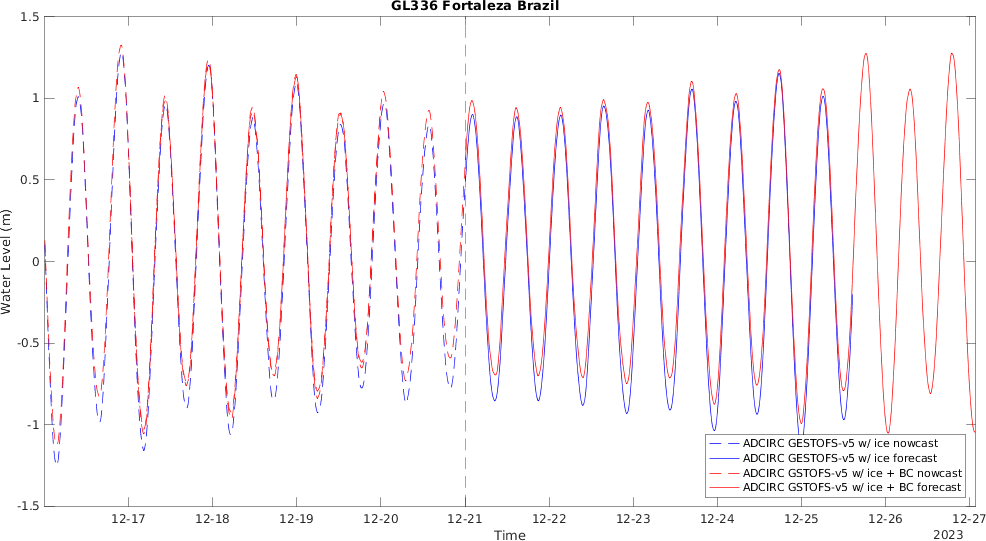 GL336 Fortaleza Brazil
1.5
1
0.5
0
-0.5
-1
-1.5
Water Level (m)
12-17 12-18 12-19 12-20 12-21 12-22 12-23 12-24 12-25 12-26 12-27
Time
2023
ADCIRC GESTOFS-v5 w/ ice nowcast
ADCIRC GESTOFS-v5 w/ ice forecast
ADCIRC GSTOFS-v5 w/ ice + BC nowcast
ADCIRC GSTOFS-v5 w/ ice + BC forecast